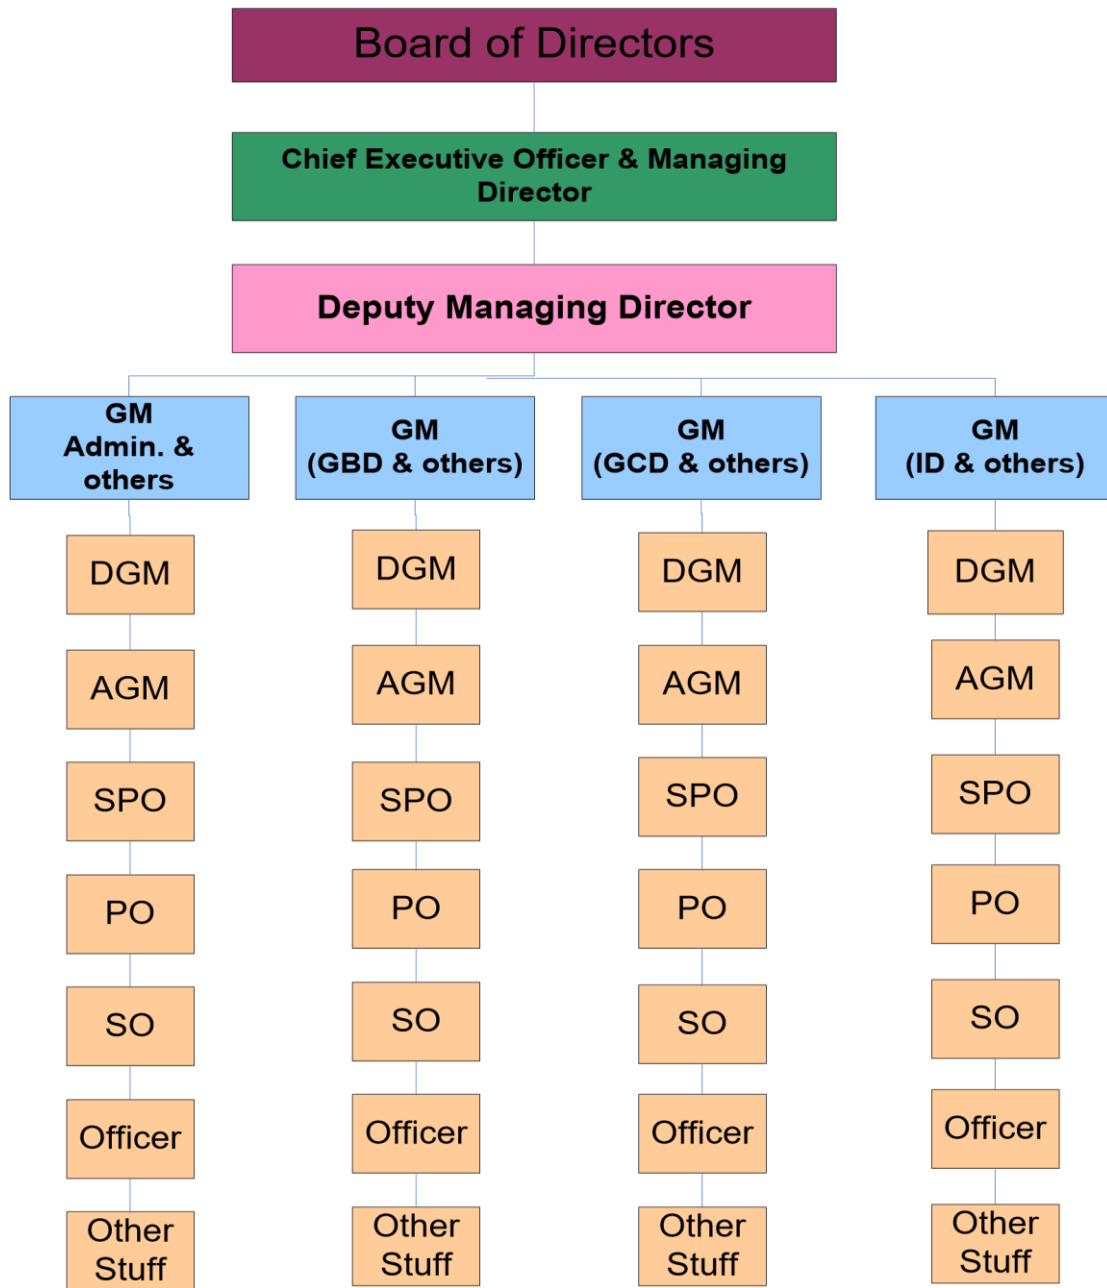 Board of Directors
Chief Executive Officer & Managing
Director
Deputy Managing Director
GM
Admin. &
others
GM
(GBD & others)
GM
(GCD & others)
GM
(ID & others)
DGM
DGM
DGM
DGM
AGM
AGM
AGM
AGM
SPO
SPO
SPO
SPO
PO
PO
PO
PO
SO
SO
SO
SO
Officer
Officer
Officer
Officer
Other
Stuff
Other
Stuff
Other
Stuff
Other
Stuff